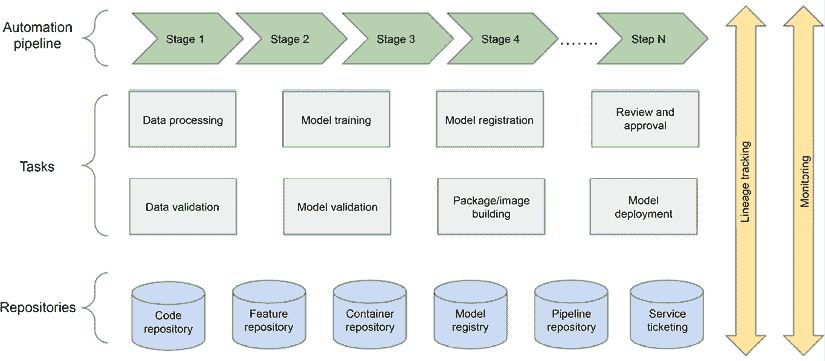 Automation
pipeline
Stage 1
Stage 2
Stage 3
Stage 4
.......
Step N
Tasks
Data processing
Model training
Model registration
Review and
approval
Data validation
Model validation
Package/image
building
Model
deployment
Repositories
Code
repository
Feature
repository
Container
repository
Model
registry
Pipeline
repository
Service
ticketing
Lineage tracking
Monitoring